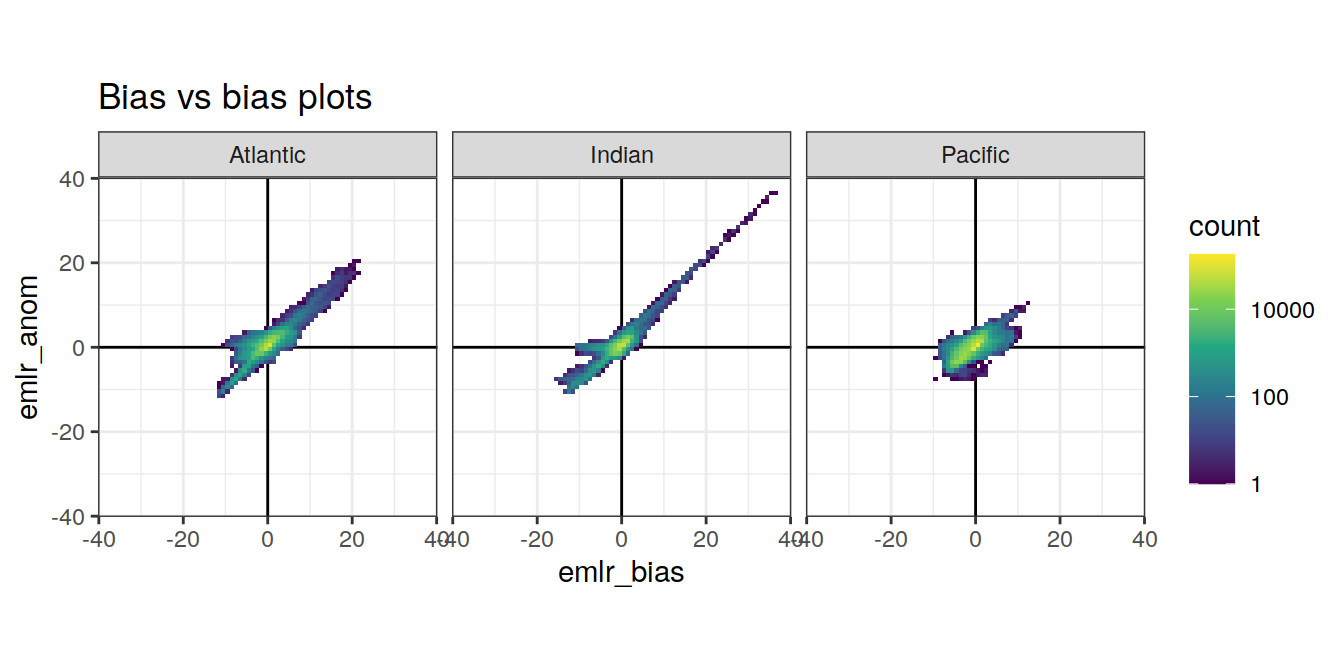 Bias vs bias plots
Atlantic
Indian
Pacific
40
20
0
-20
-40
emlr_anom
-40 -20 0 20 40
-40 -20 0 20 40
-40 -20 0 20 40
emlr_bias
count
10000
100
1